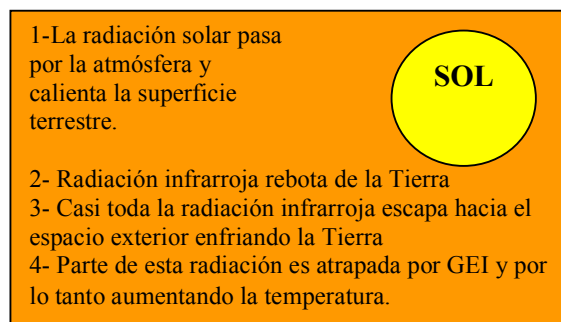 1-La radiación solar pasa
por la atmósfera y
calienta la superficie
terrestre.
SOL
2- Radiación infrarroja rebota de la Tierra
3- Casi toda la radiación infrarroja escapa hacia el
espacio exterior enfriando la Tierra
4- Parte de esta radiación es atrapada por GEI y por
lo tanto aumentando la temperatura.